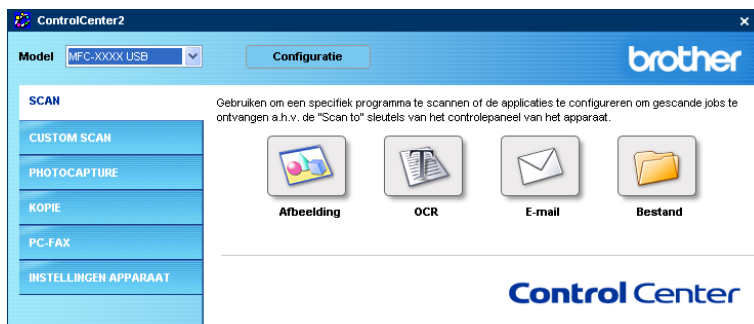 ControlCenter2
Model MFC-XXXX USB Configuratie
brother
SCAN
CUSTOM SCAN
PHOTOCAPTURE
KOPIE
PC-FAX
INSTELLINGEN APPARAAT
Gebruiken om een specifiek programma te scannen of de applicaties te configureren om gescande jobs te
ontvangen a.h.v. de "Scan to" sleutels van het controlepaneel van het apparaat.
Afbeelding OCR E-mail Bestand
Control Center